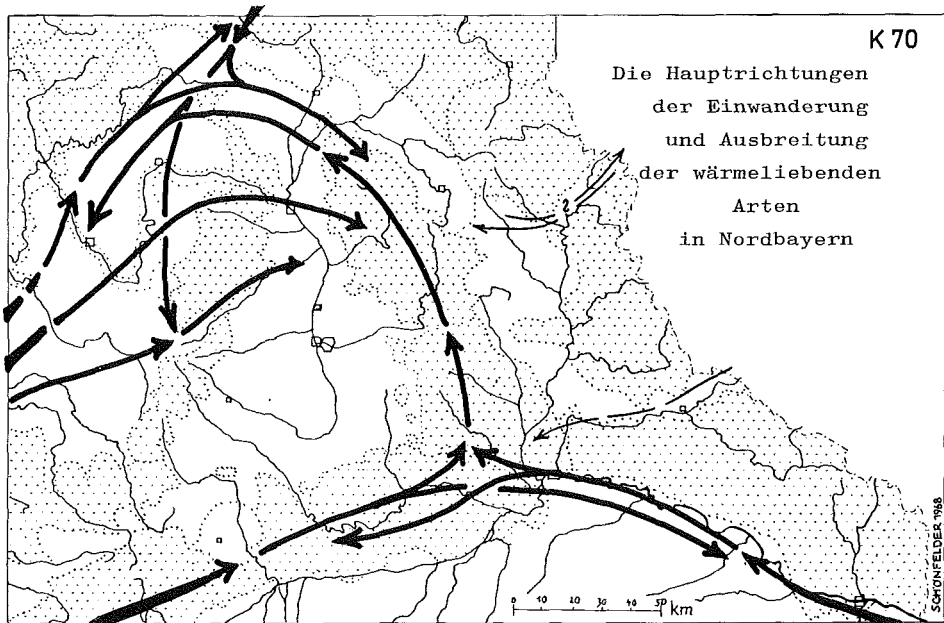 K 70
Die Hauptrichtungen
der Einwanderung
und Ausbreitung
der wärmeliebenden
Arten
in Nordbayern
?
0 10 20 30 40 50 km
SCHÖNFELDER 1968